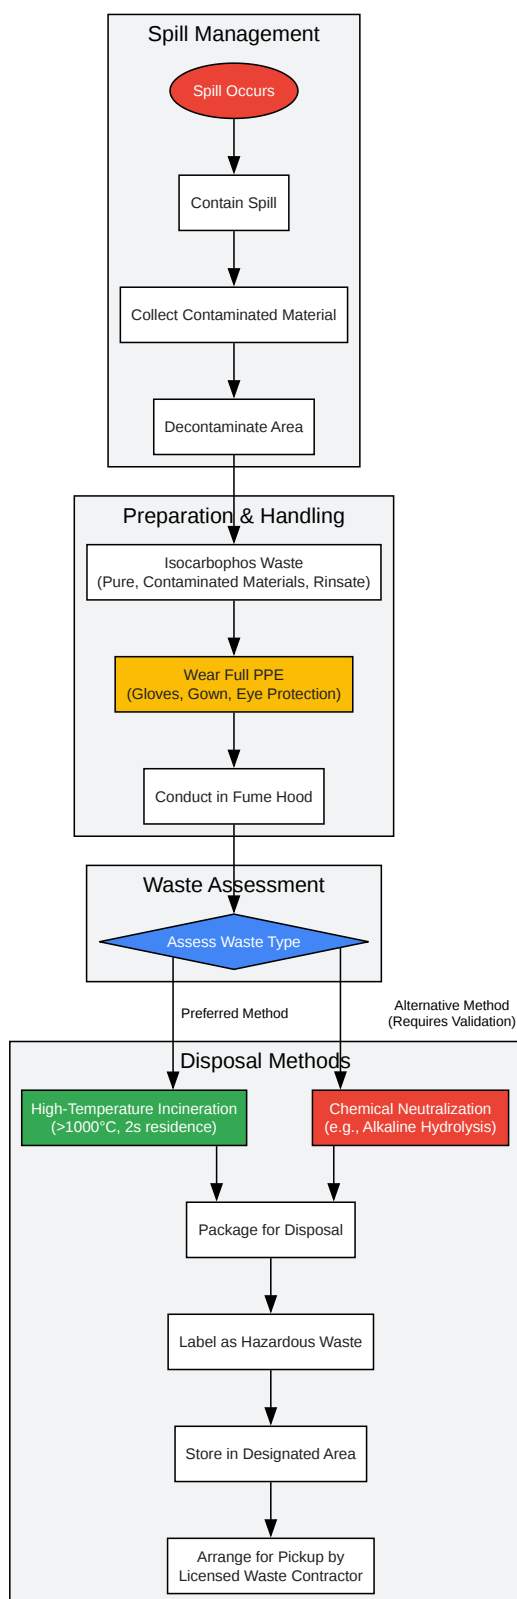 Spill Management
Spill Occurs
Contain Spill
Collect Contaminated Material
Decontaminate Area
Preparation & Handling
Isocarbophos Waste
(Pure, Contaminated Materials, Rinsate)
Wear Full PPE
(Gloves, Gown, Eye Protection)
Conduct in Fume Hood
Waste Assessment
Assess Waste Type
Preferred Method
Alternative Method
(Requires Validation)
Disposal Methods
High-Temperature Incineration
(>1000°C, 2s residence)
Chemical Neutralization
(e.g., Alkaline Hydrolysis)
Package for Disposal
Label as Hazardous Waste
Store in Designated Area
Arrange for Pickup by
Licensed Waste Contractor